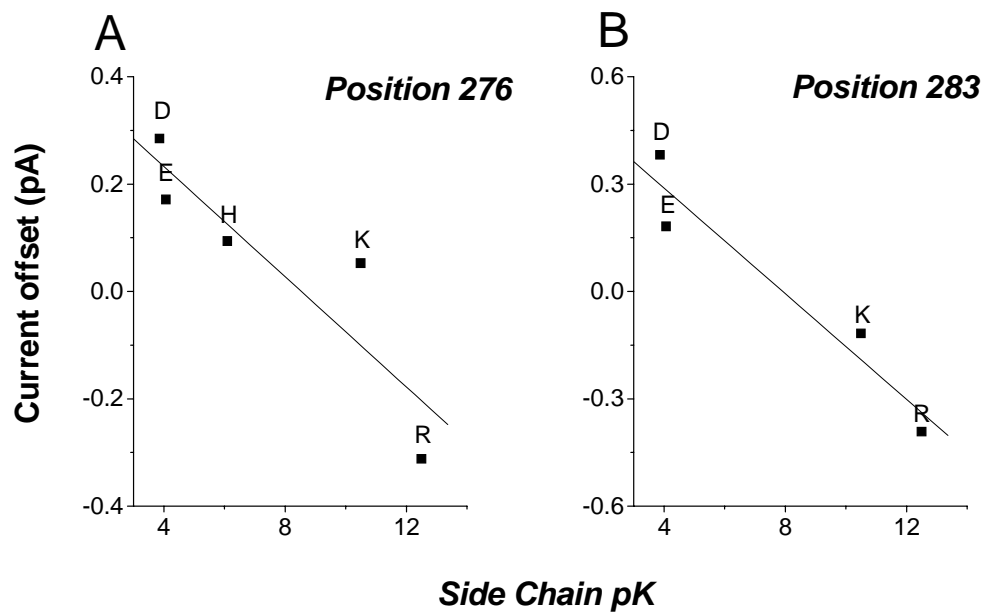 A
Position 276
0.4
0.2
0.0
-0.2
-0.4
D
E
H
K
R
4
8
12
B
Position 283
0.6
0.3
0.0
-0.3
-0.6
D
E
K
R
4
8
12
Current offset (pA)
Side Chain pK